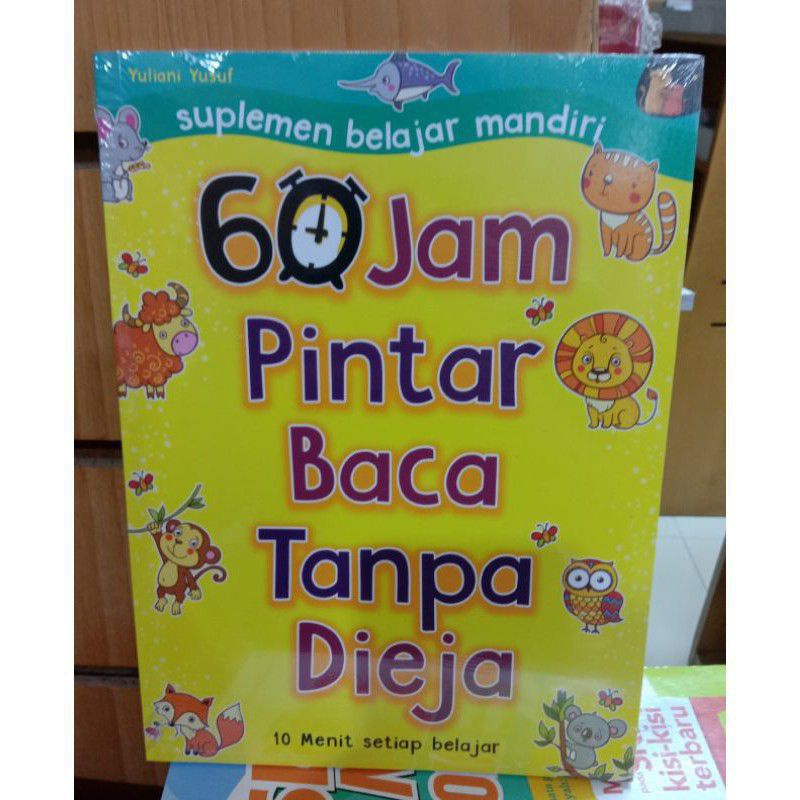 Yuliani Yusuf
suplemen belajar mandiri
60 Jam
Pintar
Baca
Tanpa
Dieja
10 Menit setiap belajar
kisi-kisi
terbaru